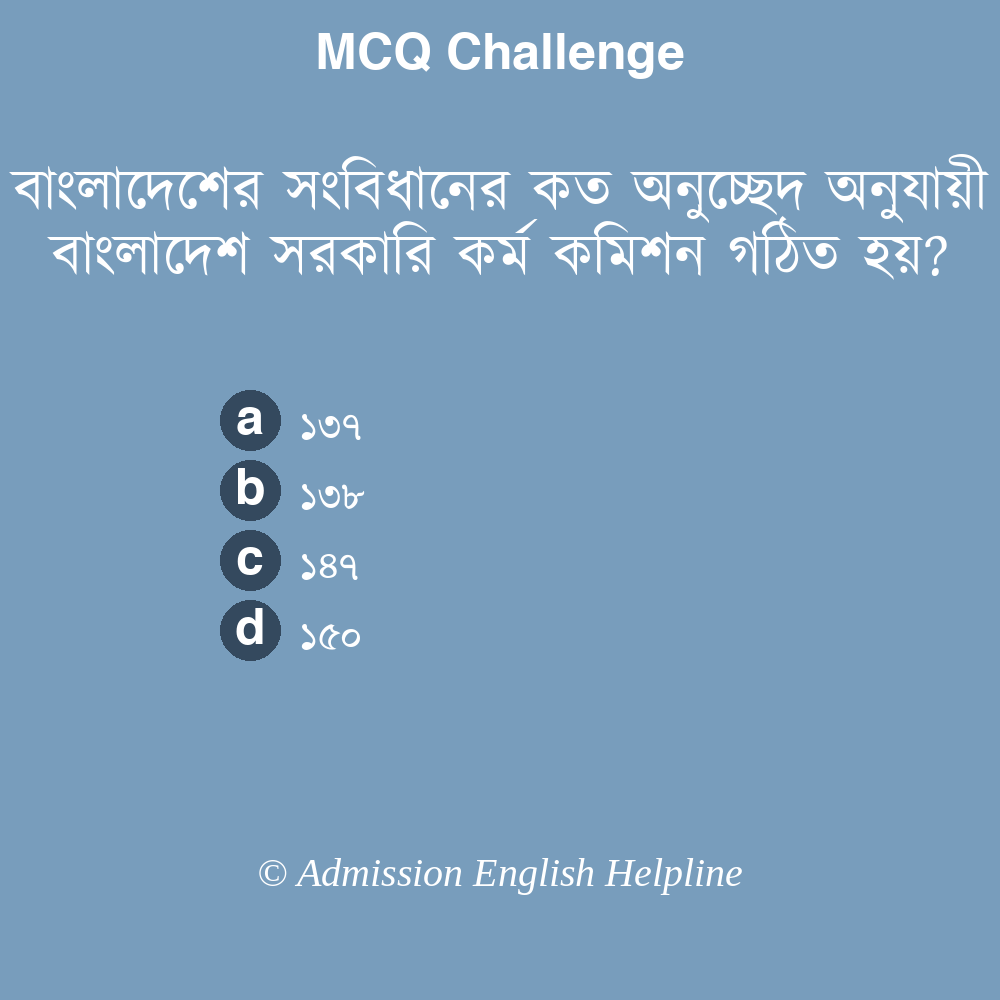 MCQ Challenge
বাংলাদেশের সংবিধানের কত অনুচ্ছেদ অনুযায়ী
বাংলাদেশ সরকারি কর্ম কমিশন গঠিত হয়?
a ১৩৭
b ১৩৮
c ১৪৭
d ১৫০
© Admission English Helpline